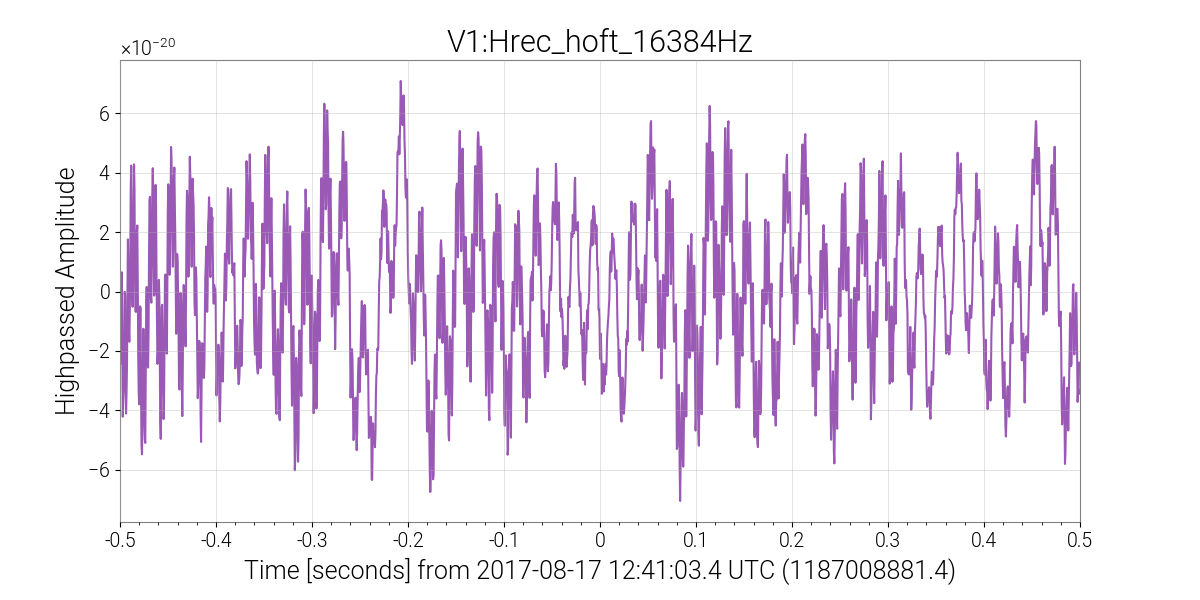 V1:Hrec_hoft_16384Hz
×10⁻²⁰
6
4
2
0
−2
−4
−6
Highpassed Amplitude
-0.5 -0.4 -0.3 -0.2 -0.1 0 0.1 0.2 0.3 0.4 0.5
Time [seconds] from 2017-08-17 12:41:03.4 UTC (1187008881.4)